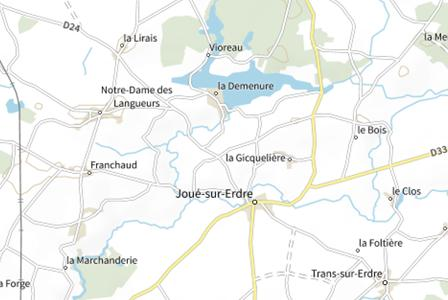 D24
la Lirais
Vioreau
la Me
Notre-Dame des
Langueurs
la Demenure
le Bois
D33
la Gicquelière
Franchaud
Joué-sur-Erdre
le Clos
la Foltière
la Marchanderie
Trans-sur-Erdre
a Forge